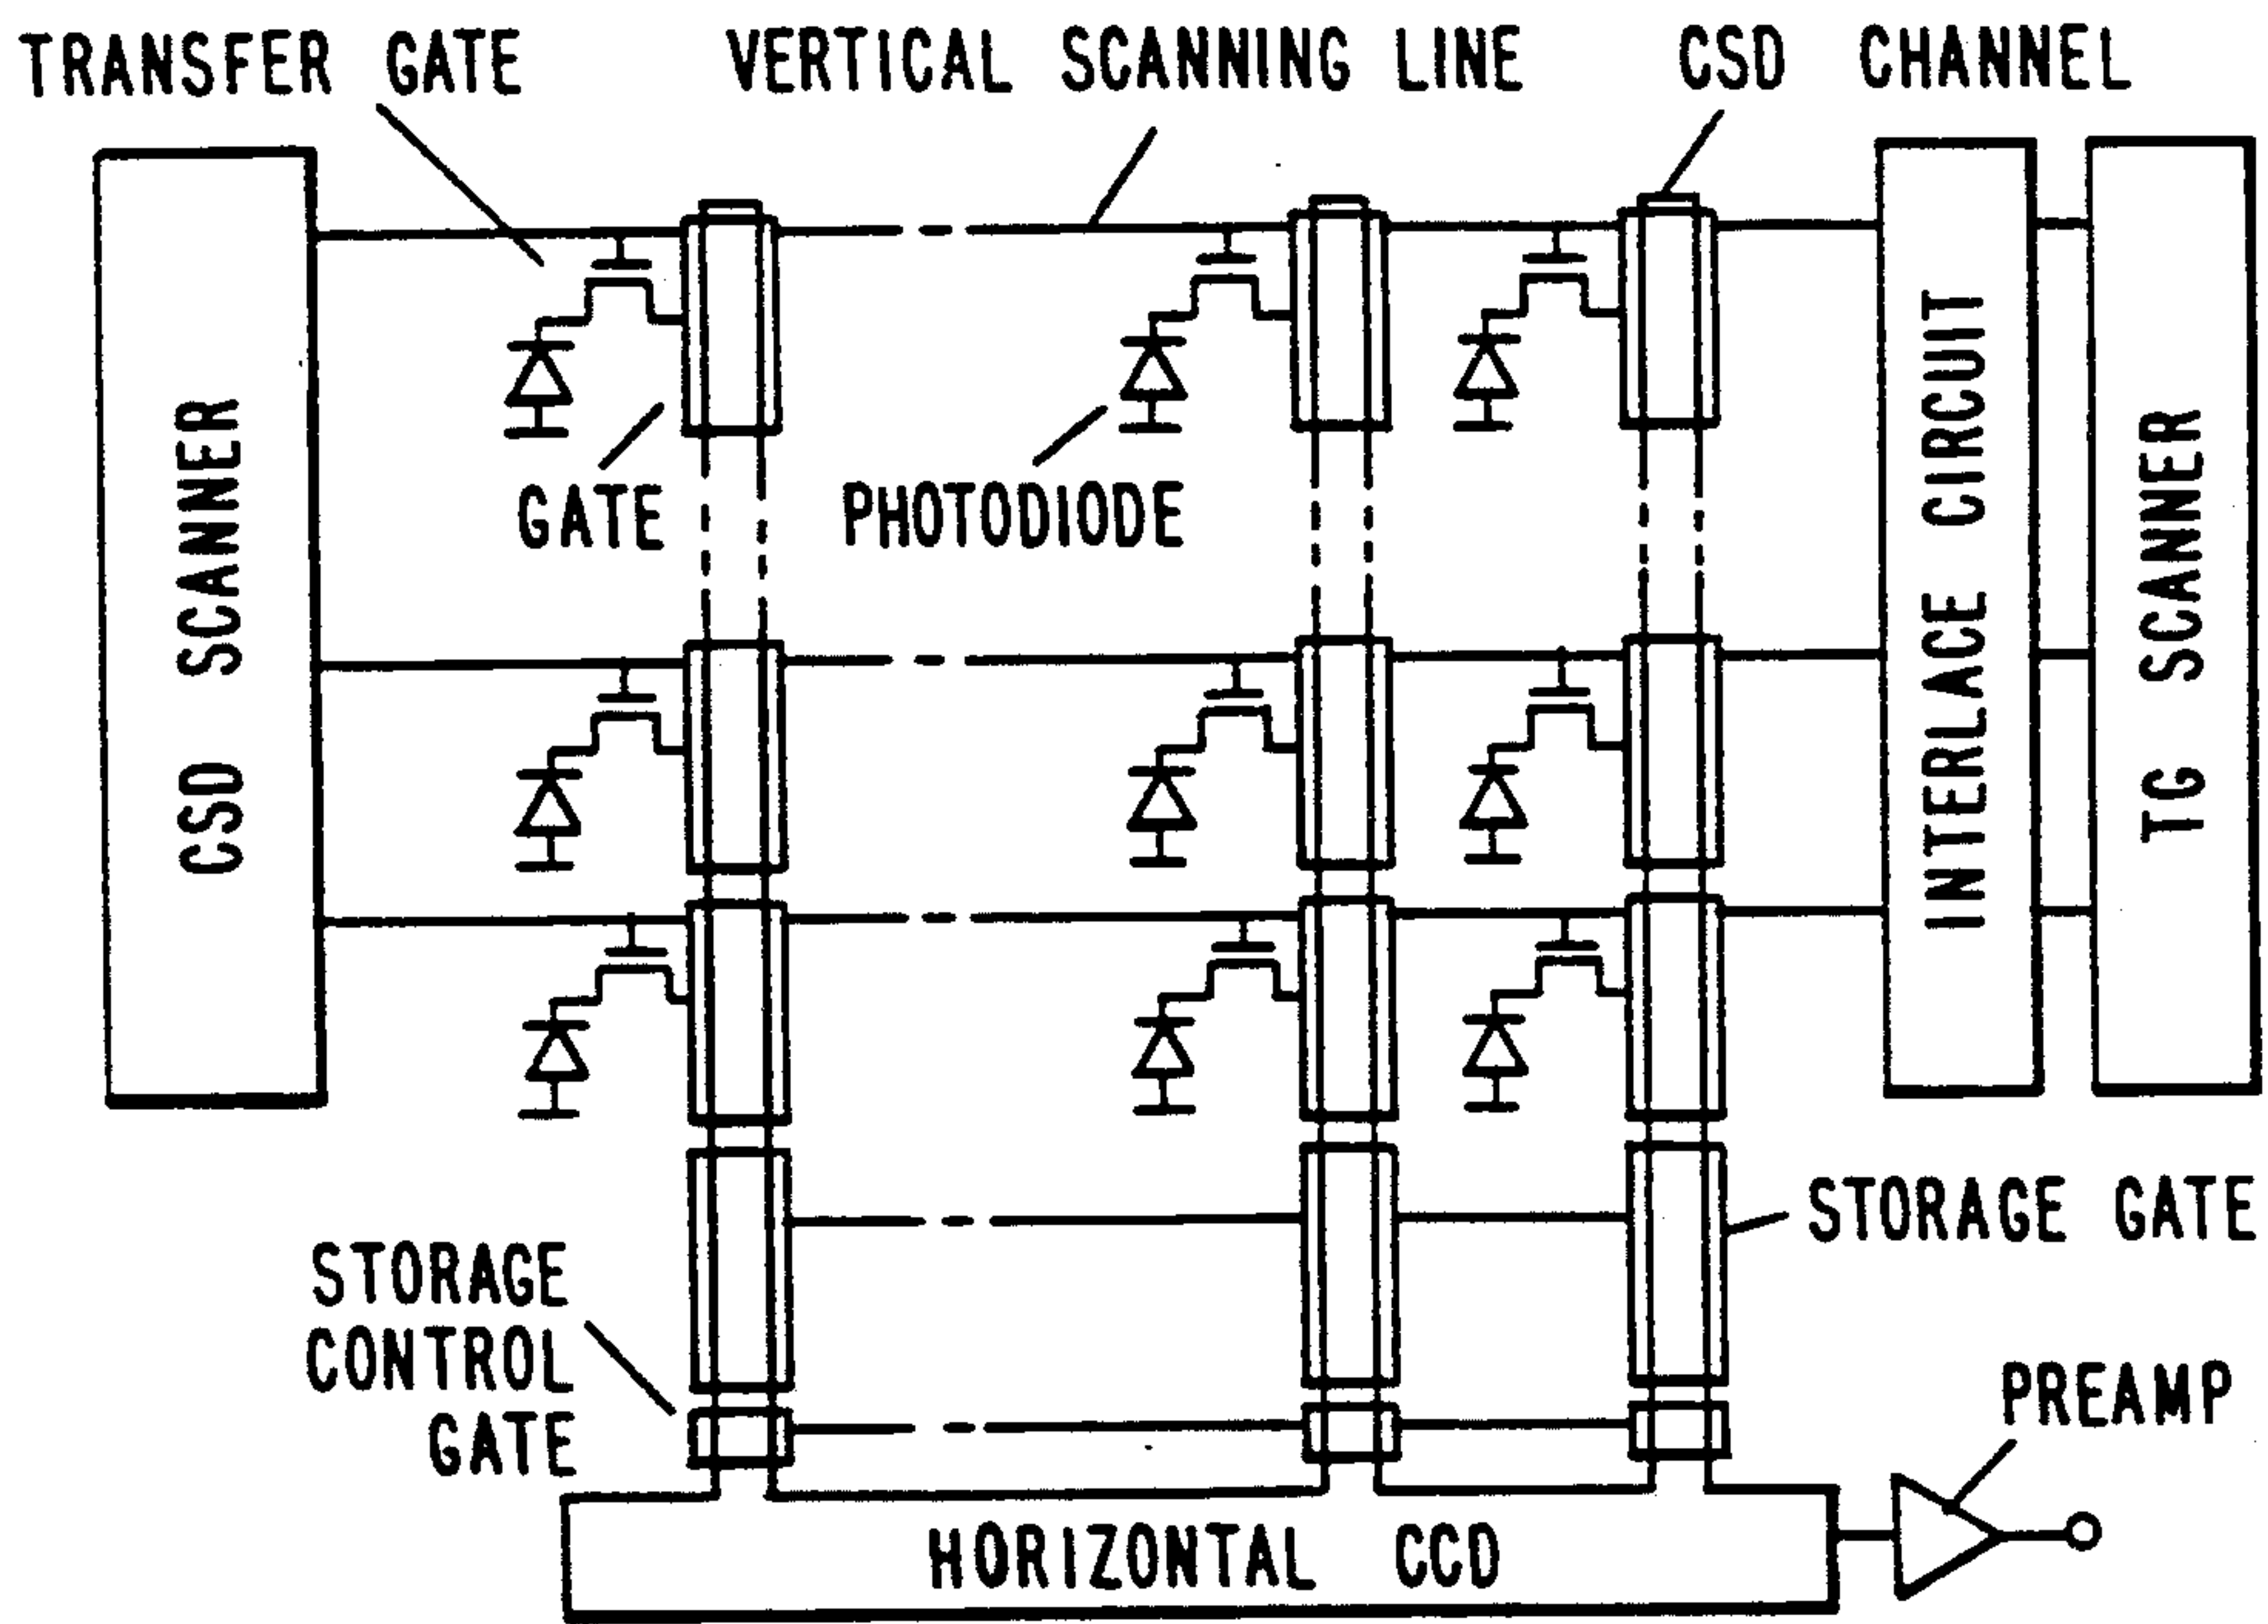 TRANSFER GATE
VERTICAL SCANNING LINE
CSD CHANNEL
CSD SCANNER
GATE
PHOTODIODE
INTERLACE CIRCUIT
TG SCANNER
STORAGE GATE
STORAGE
CONTROL
GATE
PREAMP
HORIZONTAL CCD